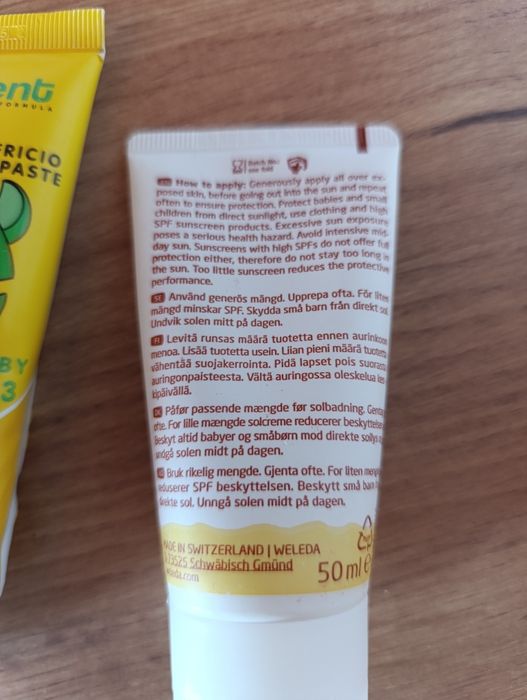 ent
FORMULA
FRICIO
PASTE
BY
3
Batch No:
see fold
How to apply: Generously apply all over ex-
posed skin, before going out into the sun and repeat
often to ensure protection. Protect babies and small
children from direct sunlight, use clothing and high
SPF sunscreen products. Excessive sun exposure
poses a serious health hazard. Avoid intensive mid-
day sun. Sunscreens with high SPFs do not offer full
protection either, therefore do not stay too long in
the sun. Too little sunscreen reduces the protective
performance.
SE Använd generös mängd. Upprepa ofta. För liten
mängd minskar SPF. Skydda små barn från direkt sol.
Undvik solen mitt på dagen.
FI Levitä runsas määrä tuotetta ennen aurinkoon
menoa. Lisää tuotetta usein. Liian pieni määrä tuotetta
vähentää suojakerrointa. Pidä lapset pois suorasta
auringonpaisteesta. Vältä auringossa oleskelua kes
kipäivällä.
DK Påfør passende mængde før solbadning. Genta
ofte. For lille mængde solcreme reducerer beskyttelse
Beskyt altid babyer og småbørn mod direkte sollys
undgå solen midt på dagen.
Bruk rikelig mengde. Gjenta ofte. For liten mengde
reduserer SPF beskyttelsen. Beskytt små barn
direkte sol. Unngå solen midt på dagen.
MADE IN SWITZERLAND | WELEDA
73525 Schwäbisch Gmünd
weleda.com
50 ml e